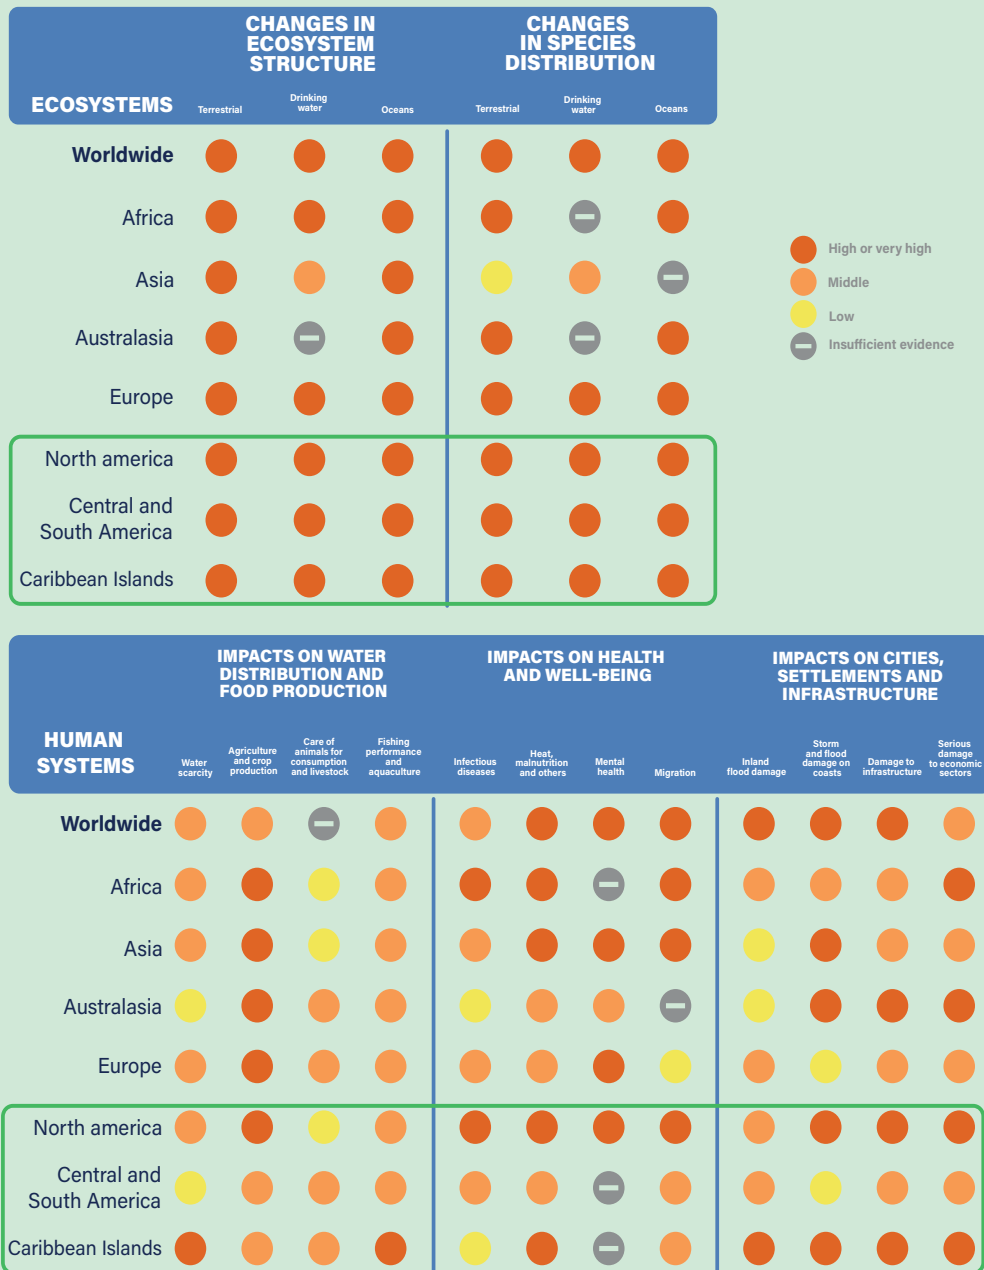 CHANGES IN
ECOSYSTEM
STRUCTURE
CHANGES
IN SPECIES
DISTRIBUTION
ECOSYSTEMS
Terrestrial
Drinking
water
Oceans
Terrestrial
Drinking
water
Oceans
Worldwide
Africa
Asia
Australasia
Europe
North america
Central and
South America
Caribbean Islands
High or very high
Middle
Low
Insufficient evidence
IMPACTS ON WATER
DISTRIBUTION AND
FOOD PRODUCTION
IMPACTS ON HEALTH
AND WELL-BEING
IMPACTS ON CITIES,
SETTLEMENTS AND
INFRASTRUCTURE
HUMAN
SYSTEMS
Water
scarcity
Agriculture
and crop
production
Care of
animals for
consumption
and livestock
Fishing
performance
and
aquaculture
Infectious
diseases
Heat,
malnutrition
and others
Mental
health
Migration
Inland
flood damage
Storm
and flood
damage on
coasts
Damage to
infrastructure
Serious
damage
to economic
sectors
Worldwide
Africa
Asia
Australasia
Europe
North america
Central and
South America
Caribbean Islands